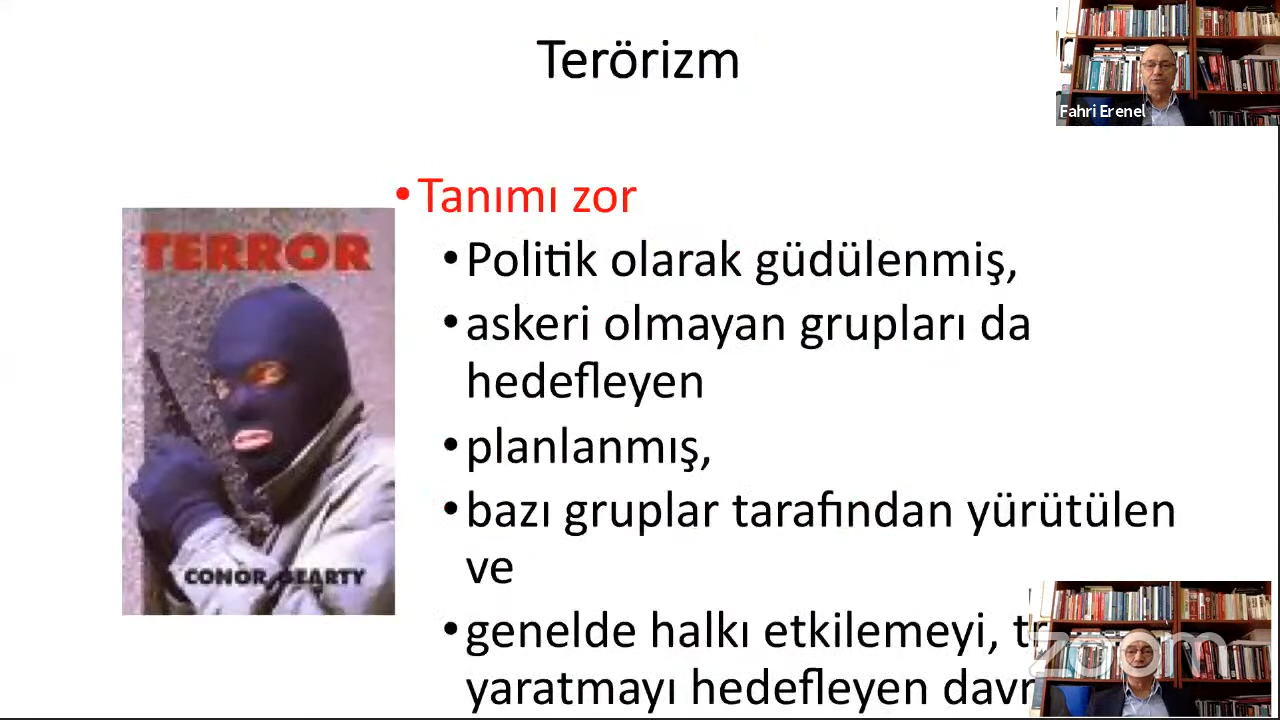 Terörizm
Fahri Erenel
• Tanımı zor
• Politik olarak güdülenmiş,
TERROR
• askeri olmayan grupları da
hedefleyen
• planlanmış,
• bazı gruplar tarafından yürütülen
ve
CONOR GEARTY
• genelde halkı etkilemeyi,
yaratmayı hedefleyen
zoom